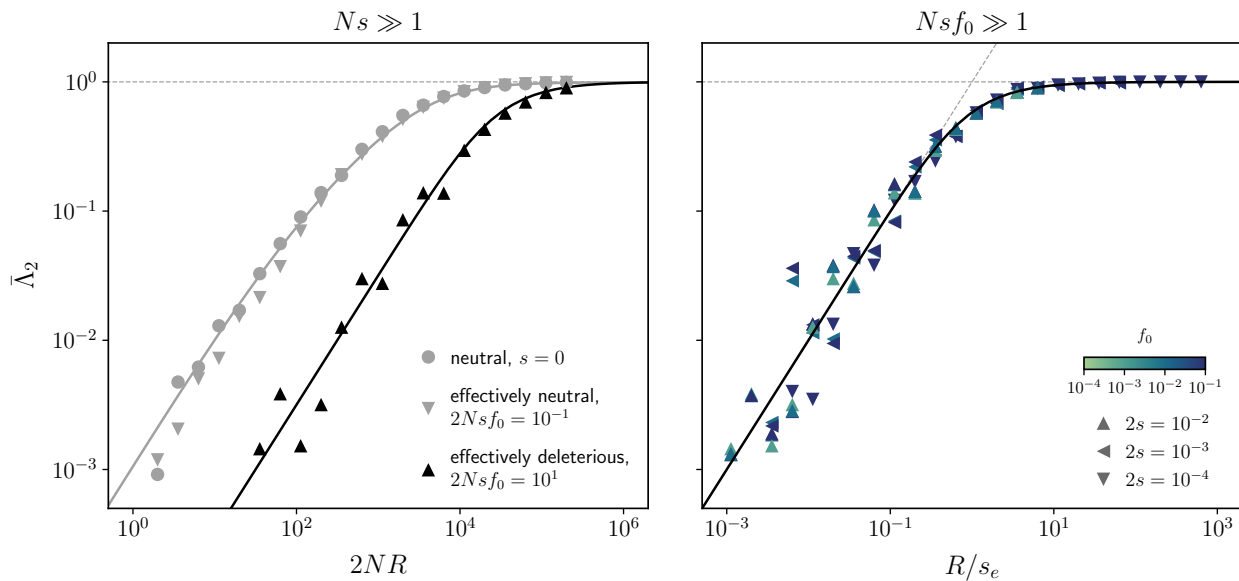 Ns ≫ 1
Λ̄₂
10⁰
10⁻¹
10⁻²
10⁻³
neutral, s = 0
effectively neutral,
2Nsf₀ = 10⁻¹
effectively deleterious,
2Nsf₀ = 10¹
10⁰ 10² 10⁴ 10⁶
2NR
Nsf₀ ≫ 1
f₀
10⁻⁴ 10⁻³ 10⁻² 10⁻¹
2s = 10⁻²
2s = 10⁻³
2s = 10⁻⁴
10⁻³ 10⁻¹ 10¹ 10³
R/sₑ